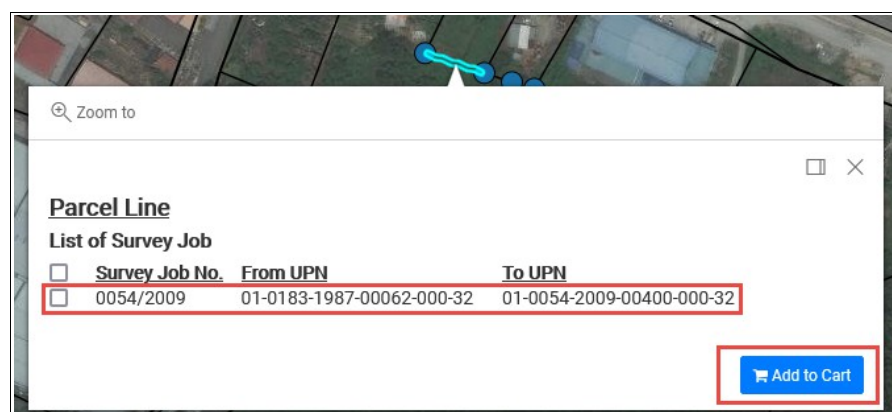 Zoom to
Parcel Line
List of Survey Job
Survey Job No. From UPN To UPN
0054/2009 01-0183-1987-00062-000-32 01-0054-2009-00400-000-32
Add to Cart